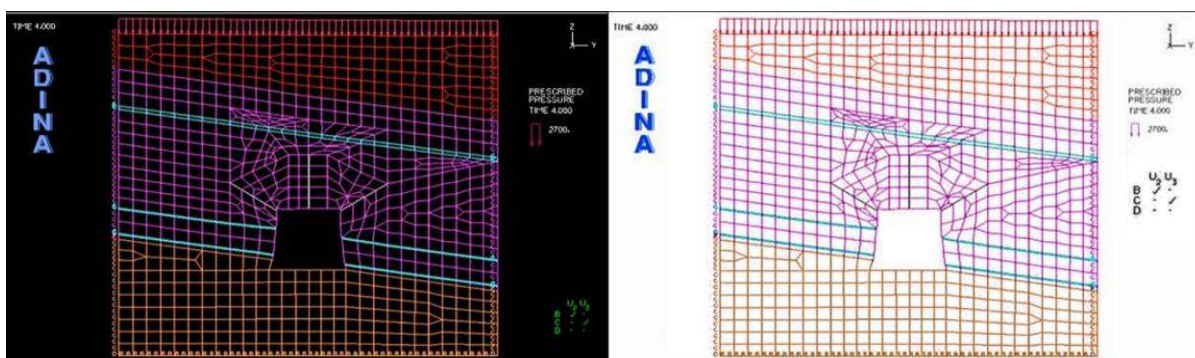 TIME 4.000
ADINA
Z
X Y
PRESCRIBED
PRESSURE
TIME 4.000
2700.
U₂ U₃
B ✓ -
C - ✓
D - -
TIME 4.000
ADINA
Z
X Y
PRESCRIBED
PRESSURE
TIME 4.000
2700.
U₂ U₃
B ✓ -
C - ✓
D - -